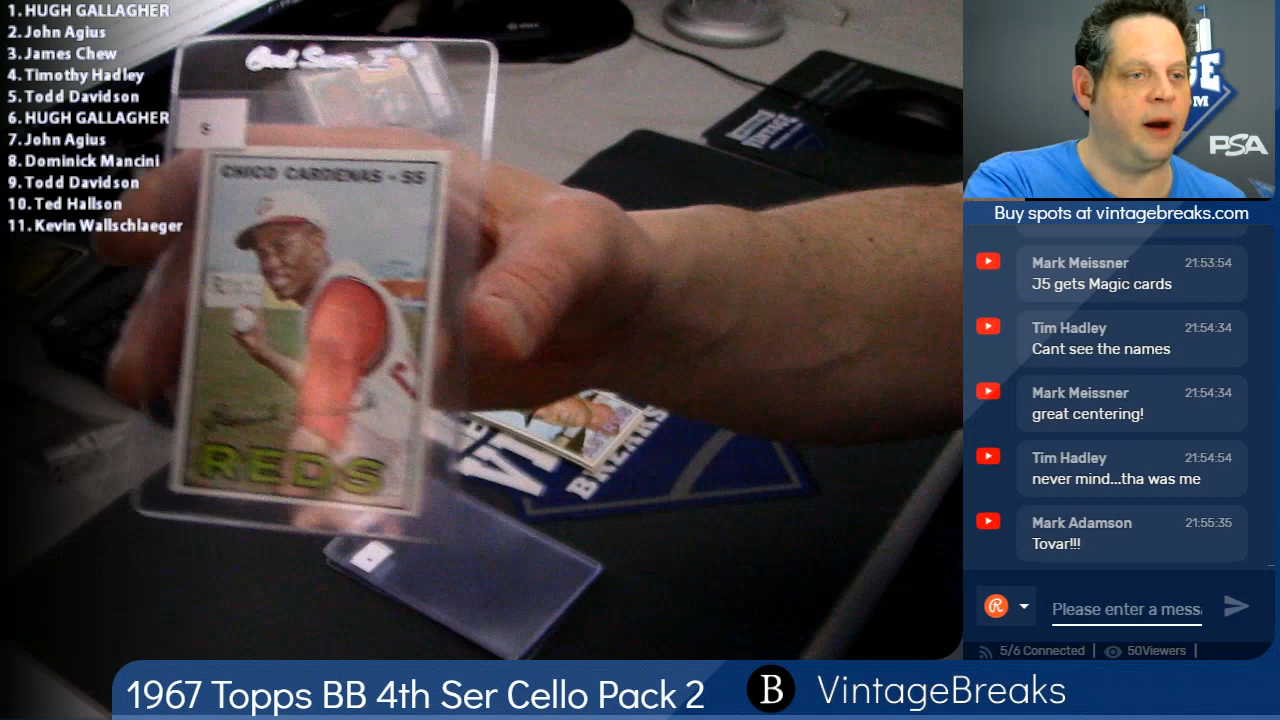 1. HUGH GALLAGHER
2. John Agius
3. James Chew
4. Timothy Hadley
5. Todd Davidson
6. HUGH GALLAGHER
7. John Agius
8. Dominick Mancini
9. Todd Davidson
10. Ted Hallson
11. Kevin Wallschlaeger
CHICO CARDENAS - SS
REDS
VI
BREAKS
PSA
Buy spots at vintagebreaks.com
Mark Meissner 21:53:54
J5 gets Magic cards
Tim Hadley 21:54:34
Cant see the names
Mark Meissner 21:54:34
great centering!
Tim Hadley 21:54:54
never mind...tha was me
Mark Adamson 21:55:35
Tovar!!!
Please enter a messa
5/6 Connected | 50Viewers |
1967 Topps BB 4th Ser Cello Pack 2
B VintageBreaks